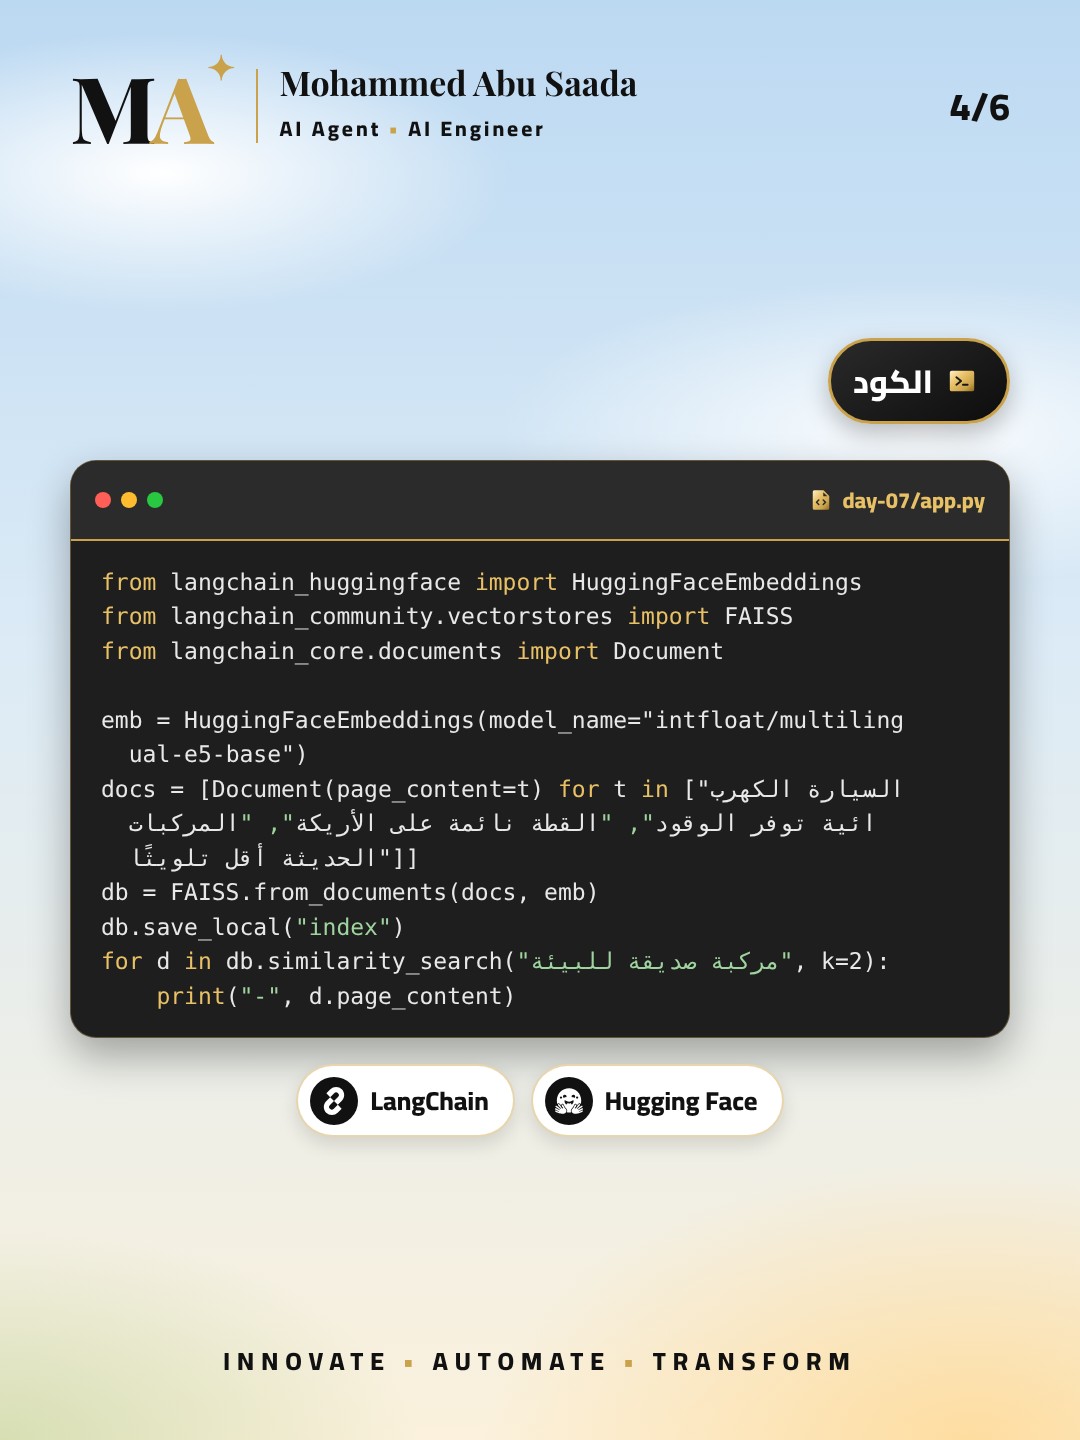 MA
Mohammed Abu Saada
AI Agent ▪ AI Engineer
4/6
الكود
day-07/app.py
from langchain_huggingface import HuggingFaceEmbeddings
from langchain_community.vectorstores import FAISS
from langchain_core.documents import Document
emb = HuggingFaceEmbeddings(model_name="intfloat/multiling
ual-e5-base")
docs = [Document(page_content=t) for t in ["السيارة الكهرب
ائية توفر الوقود", "القطة نائمة على الأريكة", "المركبات
الحديثة أقل تلويثًا"]]
db = FAISS.from_documents(docs, emb)
db.save_local("index")
for d in db.similarity_search("مركبة صديقة للبيئة", k=2):
    print("-", d.page_content)
LangChain
Hugging Face
INNOVATE ▪ AUTOMATE ▪ TRANSFORM